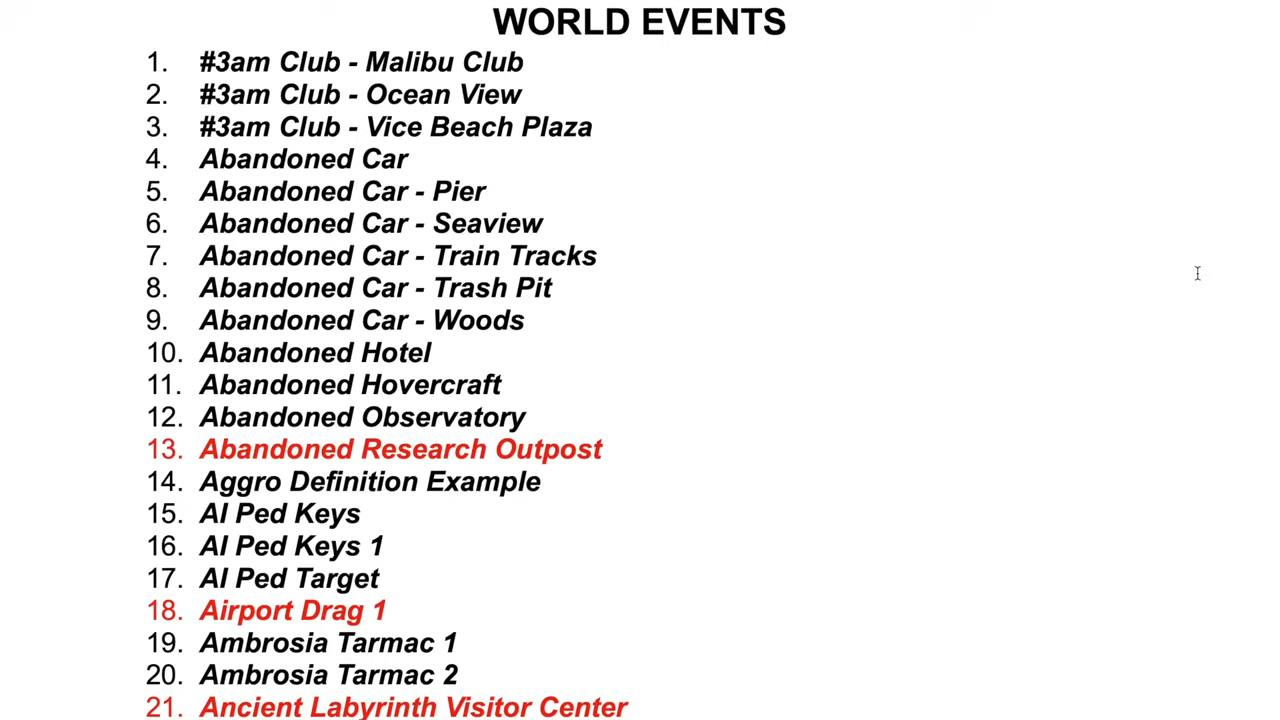 WORLD EVENTS
1. #3am Club - Malibu Club
2. #3am Club - Ocean View
3. #3am Club - Vice Beach Plaza
4. Abandoned Car
5. Abandoned Car - Pier
6. Abandoned Car - Seaview
7. Abandoned Car - Train Tracks
8. Abandoned Car - Trash Pit
9. Abandoned Car - Woods
10. Abandoned Hotel
11. Abandoned Hovercraft
12. Abandoned Observatory
13. Abandoned Research Outpost
14. Aggro Definition Example
15. AI Ped Keys
16. AI Ped Keys 1
17. AI Ped Target
18. Airport Drag 1
19. Ambrosia Tarmac 1
20. Ambrosia Tarmac 2
21. Ancient Labyrinth Visitor Center